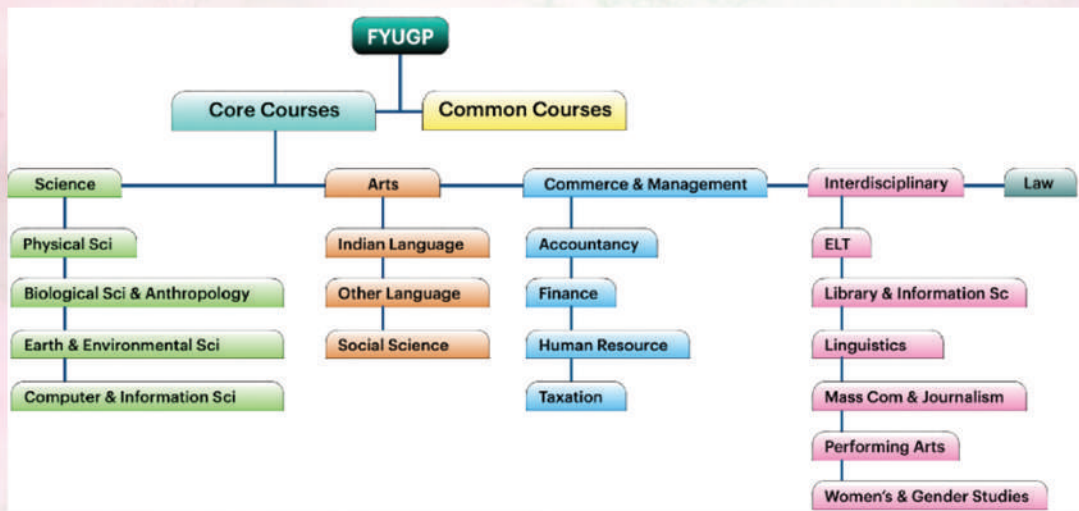 FYUGP
Core Courses
Common Courses
Science
Arts
Commerce & Management
Interdisciplinary
Law
Physical Sci
Biological Sci & Anthropology
Earth & Environmental Sci
Computer & Information Sci
Indian Language
Other Language
Social Science
Accountancy
Finance
Human Resource
Taxation
ELT
Library & Information Sc
Linguistics
Mass Com & Journalism
Performing Arts
Women's & Gender Studies